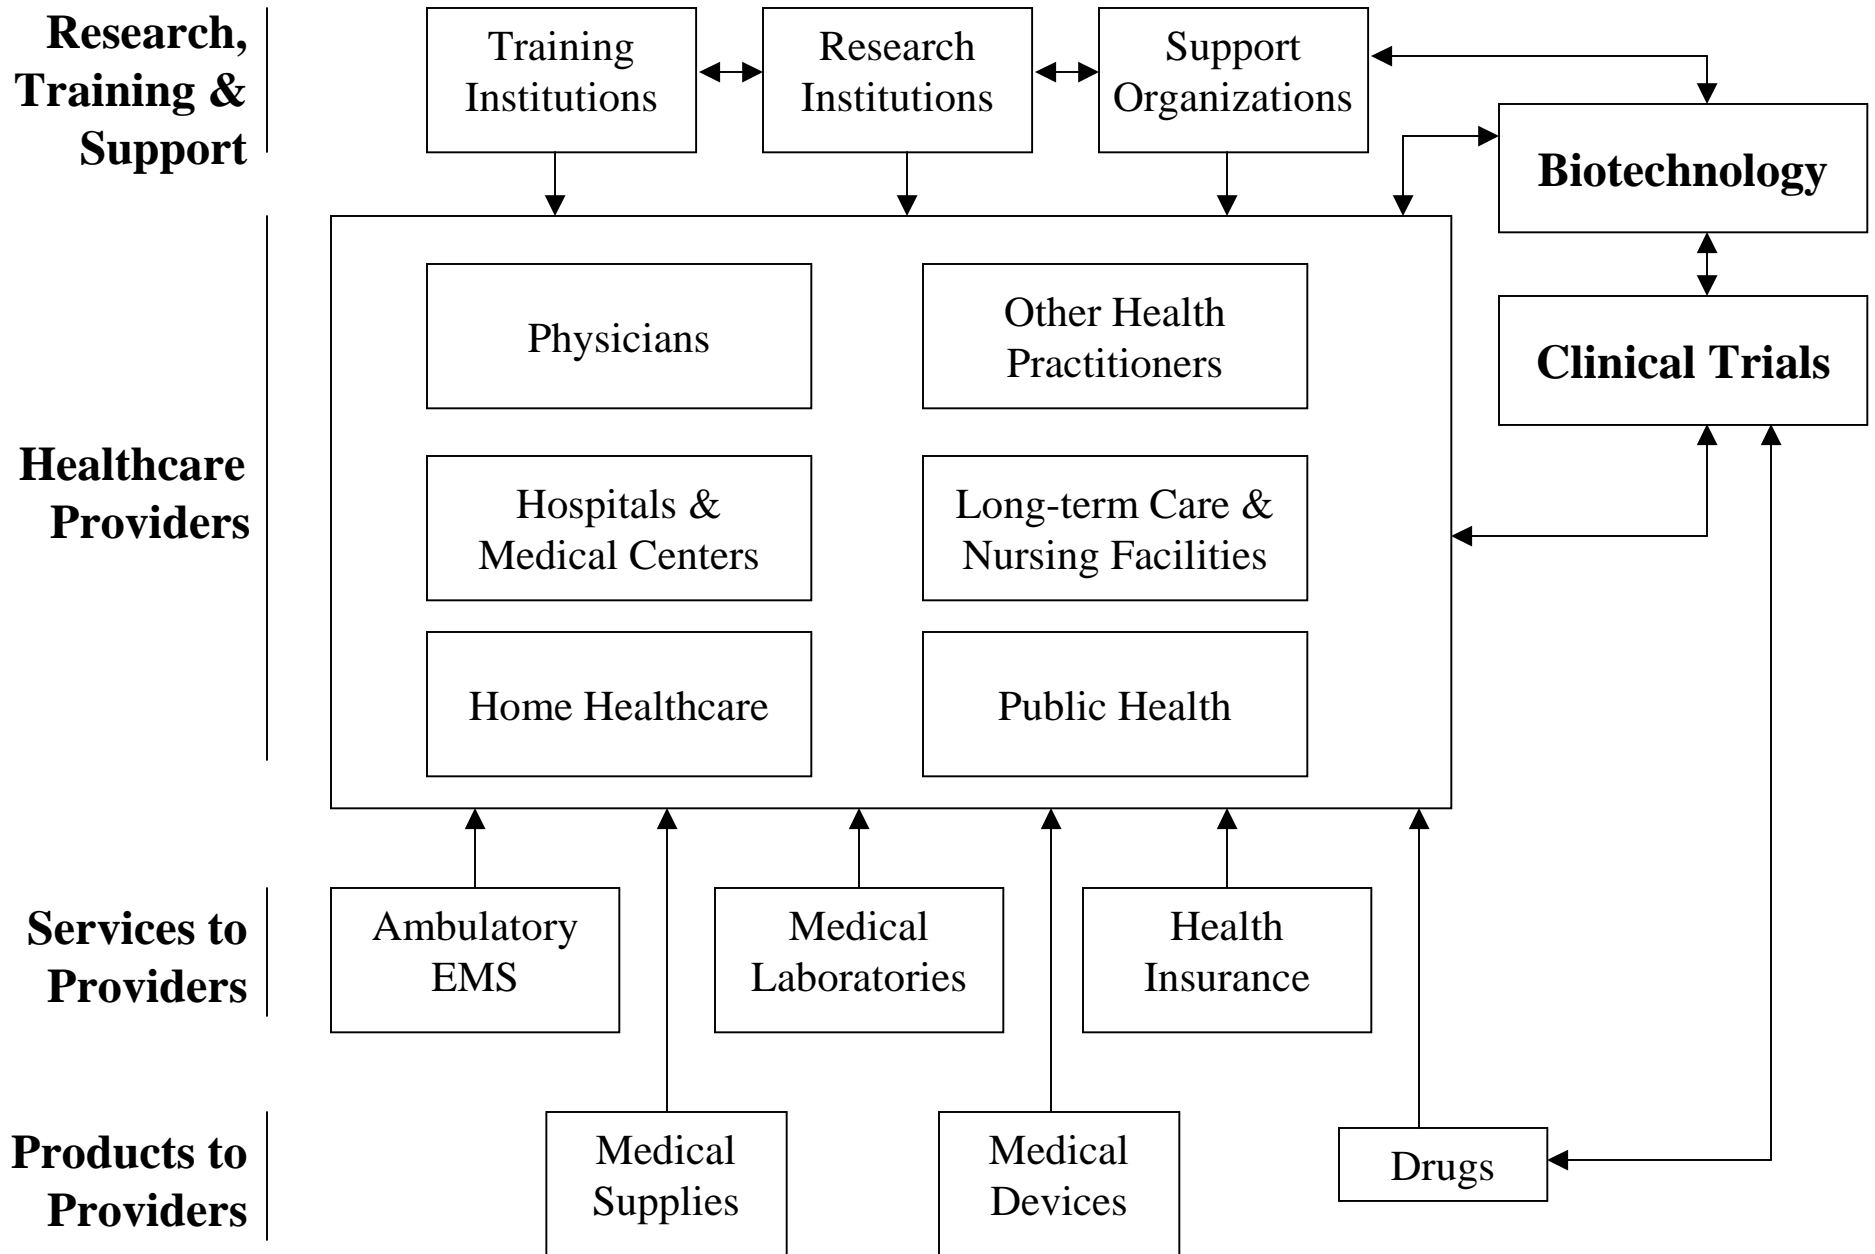 Research,
Training &
Support
Training
Institutions
Research
Institutions
Support
Organizations
Biotechnology
Clinical Trials
Healthcare
Providers
Physicians
Other Health
Practitioners
Hospitals &
Medical Centers
Long-term Care &
Nursing Facilities
Home Healthcare
Public Health
Services to
Providers
Ambulatory
EMS
Medical
Laboratories
Health
Insurance
Products to
Providers
Medical
Supplies
Medical
Devices
Drugs